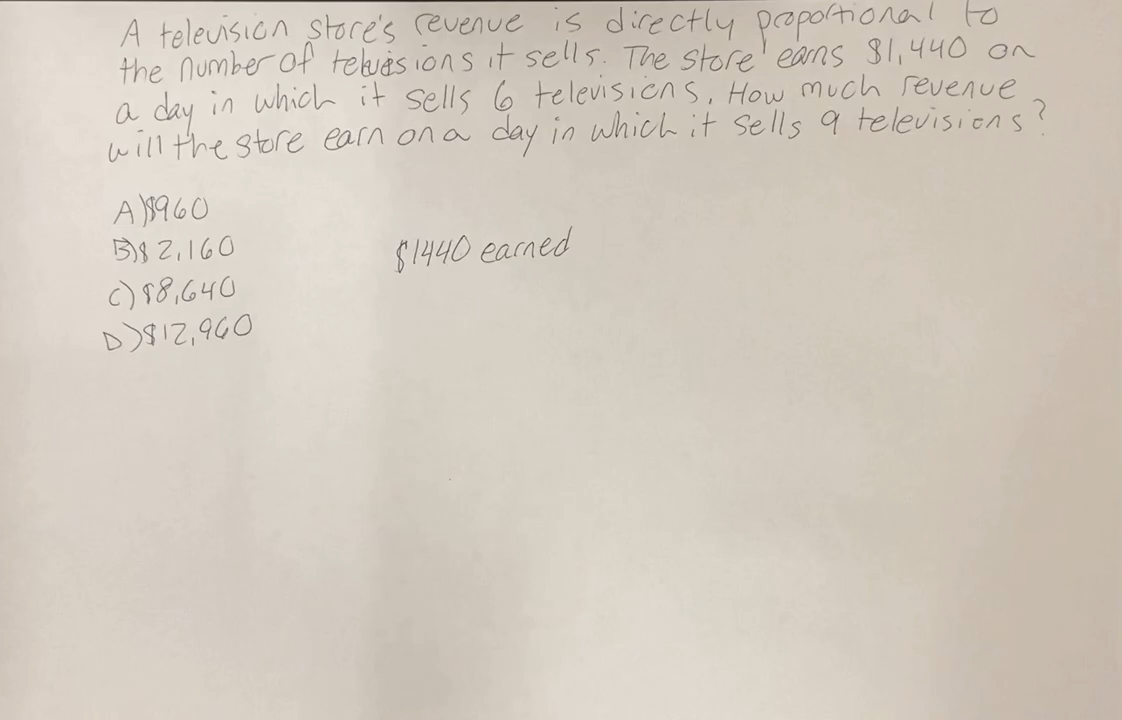 A television store's revenue is directly proportional to
the number of televesions it sells. The store earns $1,440 on
a day in which it sells 6 televisions. How much revenue
will the store earn on a day in which it sells 9 televisions?
A)$960
B)$2,160
C)$8,640
D)$12,960
$1440 earned